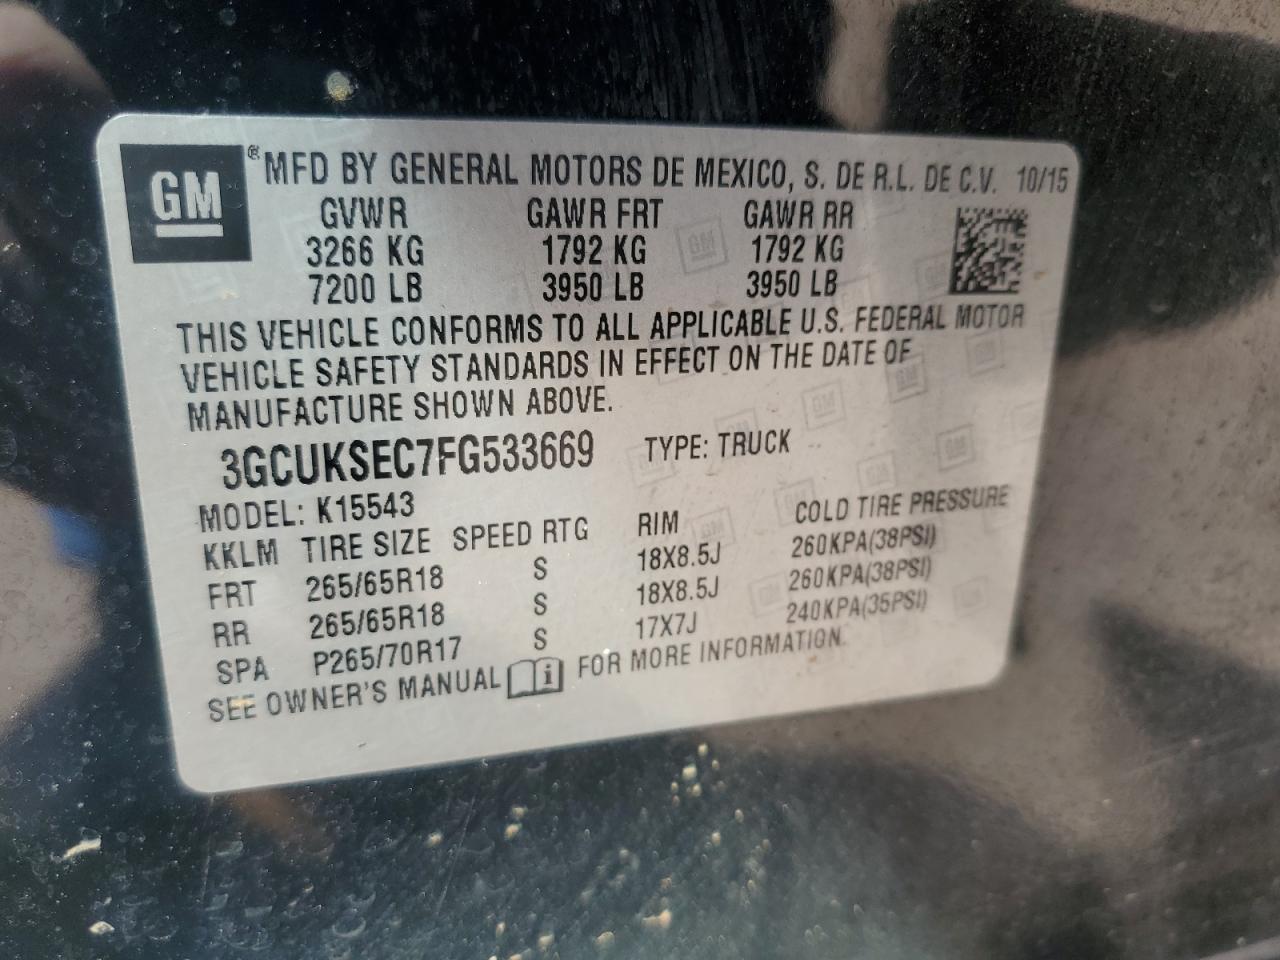 GM ® MFD BY GENERAL MOTORS DE MEXICO, S. DE R.L. DE C.V. 10/15
GVWR GAWR FRT GAWR RR
3266 KG 1792 KG 1792 KG
7200 LB 3950 LB 3950 LB
THIS VEHICLE CONFORMS TO ALL APPLICABLE U.S. FEDERAL MOTOR
VEHICLE SAFETY STANDARDS IN EFFECT ON THE DATE OF
MANUFACTURE SHOWN ABOVE.
3GCUKSEC7FG533669 TYPE: TRUCK
MODEL: K15543
KKLM TIRE SIZE SPEED RTG RIM COLD TIRE PRESSURE
FRT 265/65R18 S 18X8.5J 260KPA(38PSI)
RR 265/65R18 S 18X8.5J 260KPA(38PSI)
SPA P265/70R17 S 17X7J 240KPA(35PSI)
SEE OWNER'S MANUAL i FOR MORE INFORMATION.